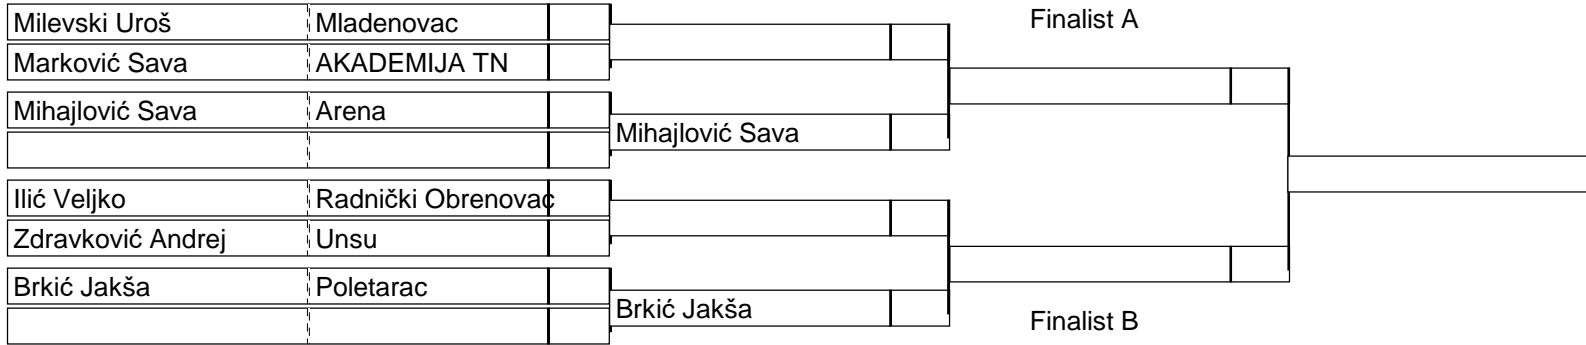 Milevski Uroš Mladenovac
Finalist A
Marković Sava AKADEMIJA TN
Mihajlović Sava Arena
Mihajlović Sava
Ilić Veljko Radnički Obrenovac
Zdravković Andrej Unsu
Brkić Jakša Poletarac
Brkić Jakša
Finalist B